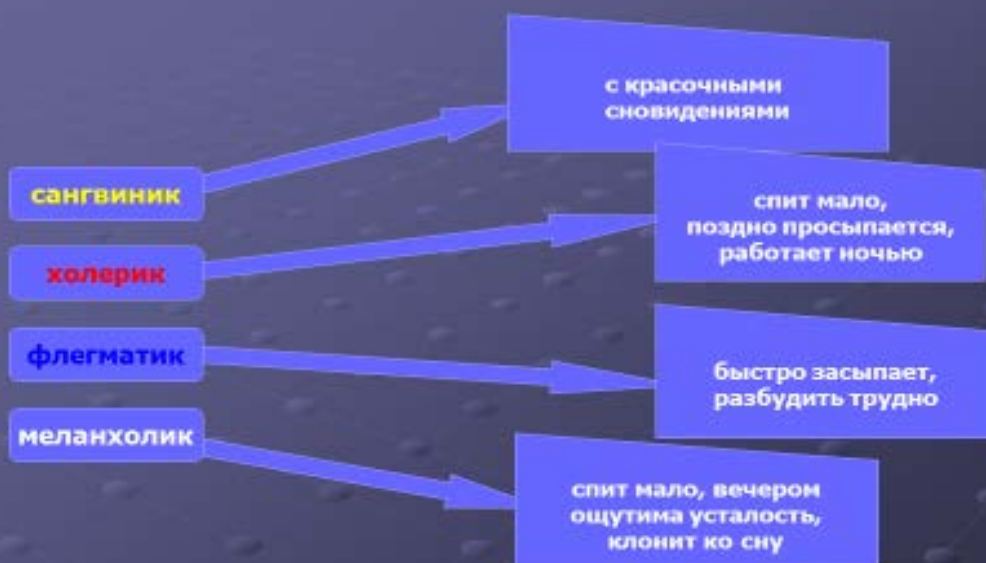 сангвиник
с красочными
сновидениями
холерик
спит мало,
поздно просыпается,
работает ночью
флегматик
быстро засыпает,
разбудить трудно
меланхолик
спит мало, вечером
ощутима усталость,
клонит ко сну